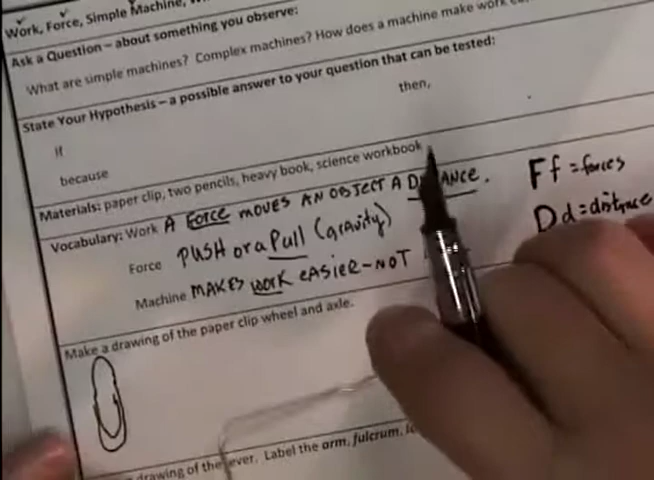 Work, Force, Simple Machine,
Ask a Question – about something you observe:
What are simple machines? Complex machines? How does a machine make work
State Your Hypothesis – a possible answer to your question that can be tested:
If then,
because
Materials: paper clip, two pencils, heavy book, science workbook
Vocabulary: Work A Force MOVES AN OBJECT A DISTANCE.
Force PUSH or a Pull (gravity)
Machine MAKES work EASIER-NOT
Ff = forces
Dd = distance
Make a drawing of the paper clip wheel and axle.
drawing of the lever. Label the arm, fulcrum,